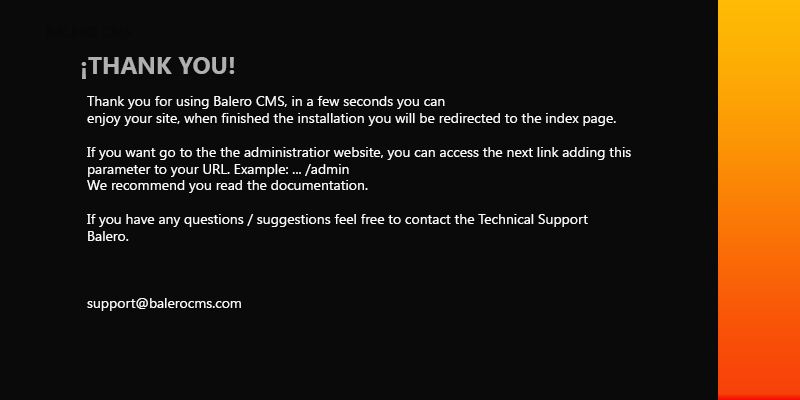 ¡THANK YOU!
Thank you for using Balero CMS, in a few seconds you can
enjoy your site, when finished the installation you will be redirected to the index page.
If you want go to the the administratior website, you can access the next link adding this
parameter to your URL. Example: ... /admin
We recommend you read the documentation.
If you have any questions / suggestions feel free to contact the Technical Support
Balero.
support@balerocms.com